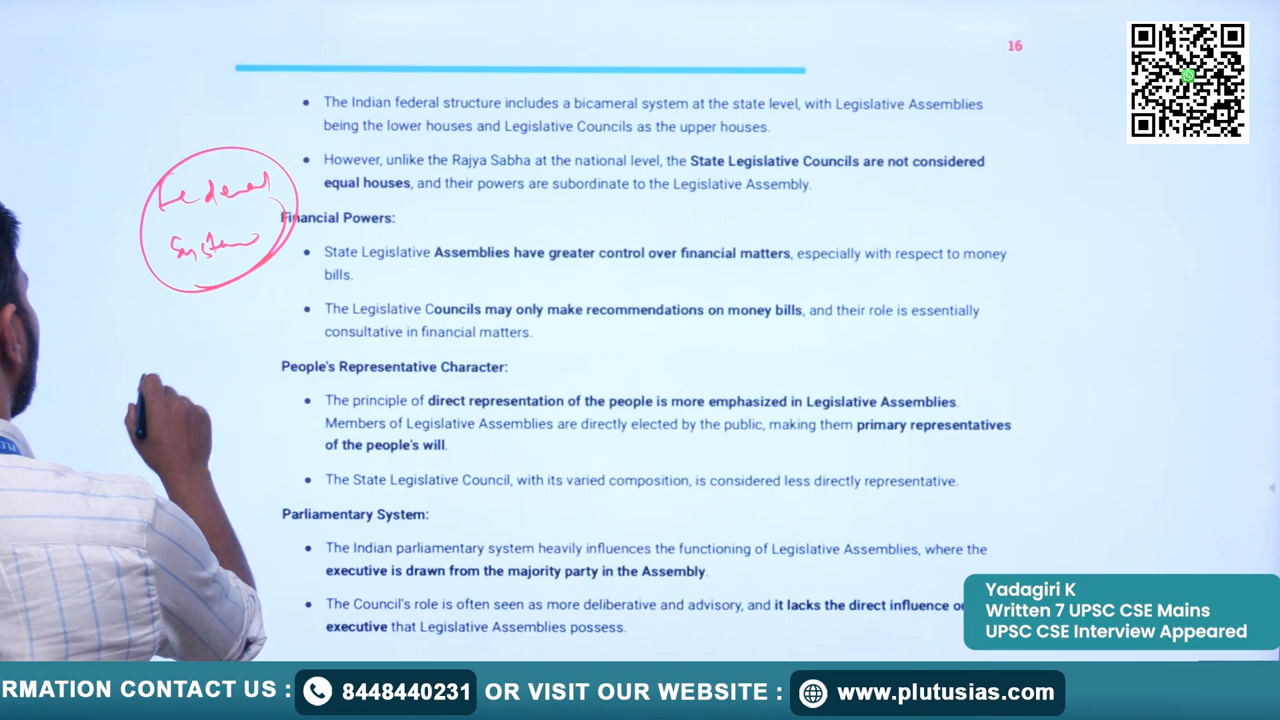 16
The Indian federal structure includes a bicameral system at the state level, with Legislative Assemblies
being the lower houses and Legislative Councils as the upper houses.
However, unlike the Rajya Sabha at the national level, the State Legislative Councils are not considered
equal houses, and their powers are subordinate to the Legislative Assembly.
Federal
System
Financial Powers:
State Legislative Assemblies have greater control over financial matters, especially with respect to money
bills.
The Legislative Councils may only make recommendations on money bills, and their role is essentially
consultative in financial matters.
People's Representative Character:
The principle of direct representation of the people is more emphasized in Legislative Assemblies.
Members of Legislative Assemblies are directly elected by the public, making them primary representatives
of the people's will.
The State Legislative Council, with its varied composition, is considered less directly representative.
Parliamentary System:
The Indian parliamentary system heavily influences the functioning of Legislative Assemblies, where the
executive is drawn from the majority party in the Assembly.
The Council's role is often seen as more deliberative and advisory, and it lacks the direct influence
executive that Legislative Assemblies possess.
Yadagiri K
Written 7 UPSC CSE Mains
UPSC CSE Interview Appeared
RMATION CONTACT US : 8448440231 OR VISIT OUR WEBSITE : www.plutusias.com